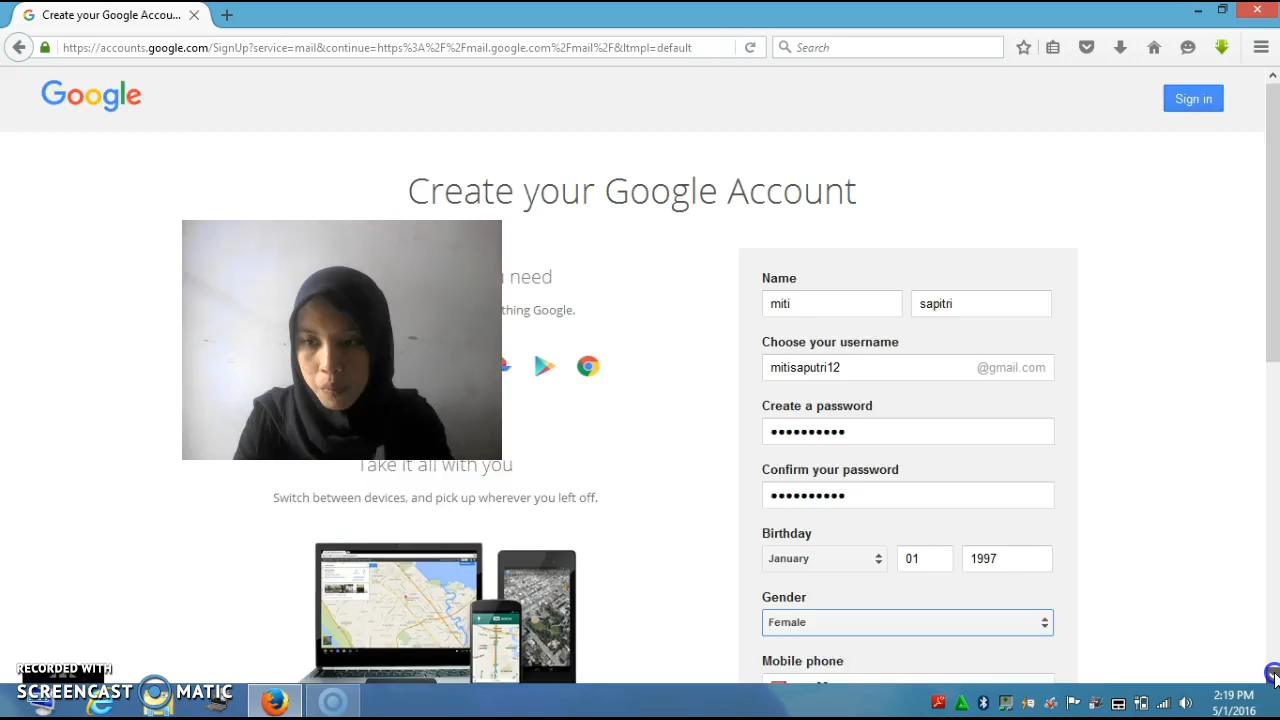 Create your Google Accou...
https://accounts.google.com/SignUp?service=mail&continue=https%3A%2F%2Fmail.google.com%2Fmail%2F&ltmpl=default
Search
Google
Sign in
Create your Google Account
need
thing Google.
Take it all with you
Switch between devices, and pick up wherever you left off.
Name
miti sapitri
Choose your username
mitisaputri12 @gmail.com
Create a password
Confirm your password
Birthday
January 01 1997
Gender
Female
Mobile phone
RECORDED WITH
SCREENCAST MATIC
2:19 PM
5/1/2016